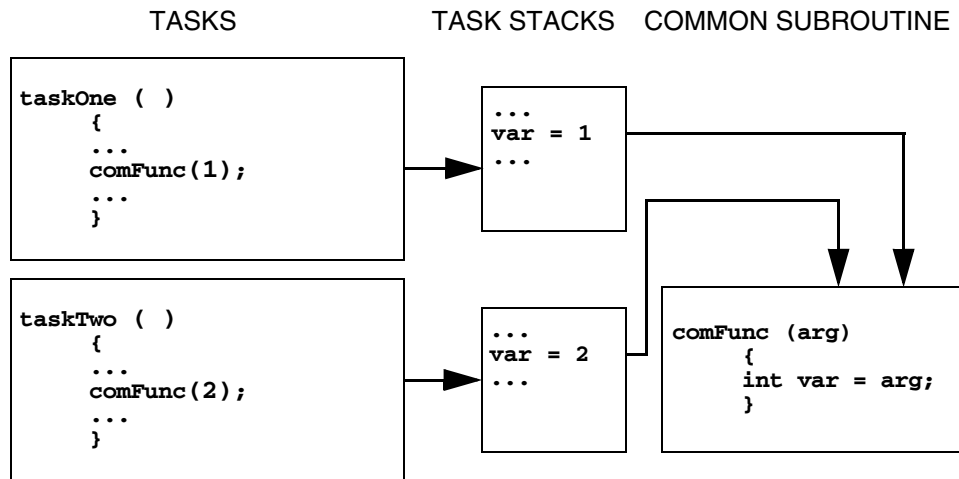 TASKS
TASK STACKS
COMMON SUBROUTINE
taskOne ( )
{
...
comFunc(1);
...
}
...
var = 1
...
taskTwo ( )
{
...
comFunc(2);
...
}
...
var = 2
...
comFunc (arg)
{
int var = arg;
}